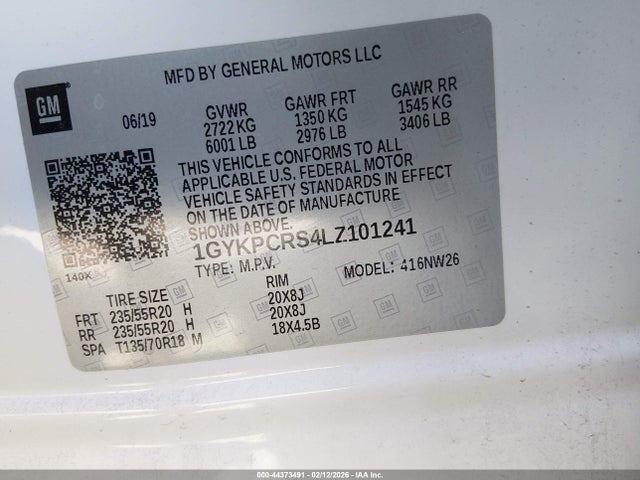 MFD BY GENERAL MOTORS LLC
GM
06/19
GVWR
2722 KG
6001 LB
GAWR FRT
1350 KG
2976 LB
GAWR RR
1545 KG
3406 LB
THIS VEHICLE CONFORMS TO ALL
APPLICABLE U.S. FEDERAL MOTOR
VEHICLE SAFETY STANDARDS IN EFFECT
ON THE DATE OF MANUFACTURE
SHOWN ABOVE.
1GYKPCRS4LZ101241
TYPE: M.P.V. MODEL: 416NW26
140X
TIRE SIZE RIM
FRT 235/55R20 H 20X8J
RR 235/55R20 H 20X8J
SPA T135/70R18 M 18X4.5B
000-44373491 - 02/12/2026 - IAA Inc.